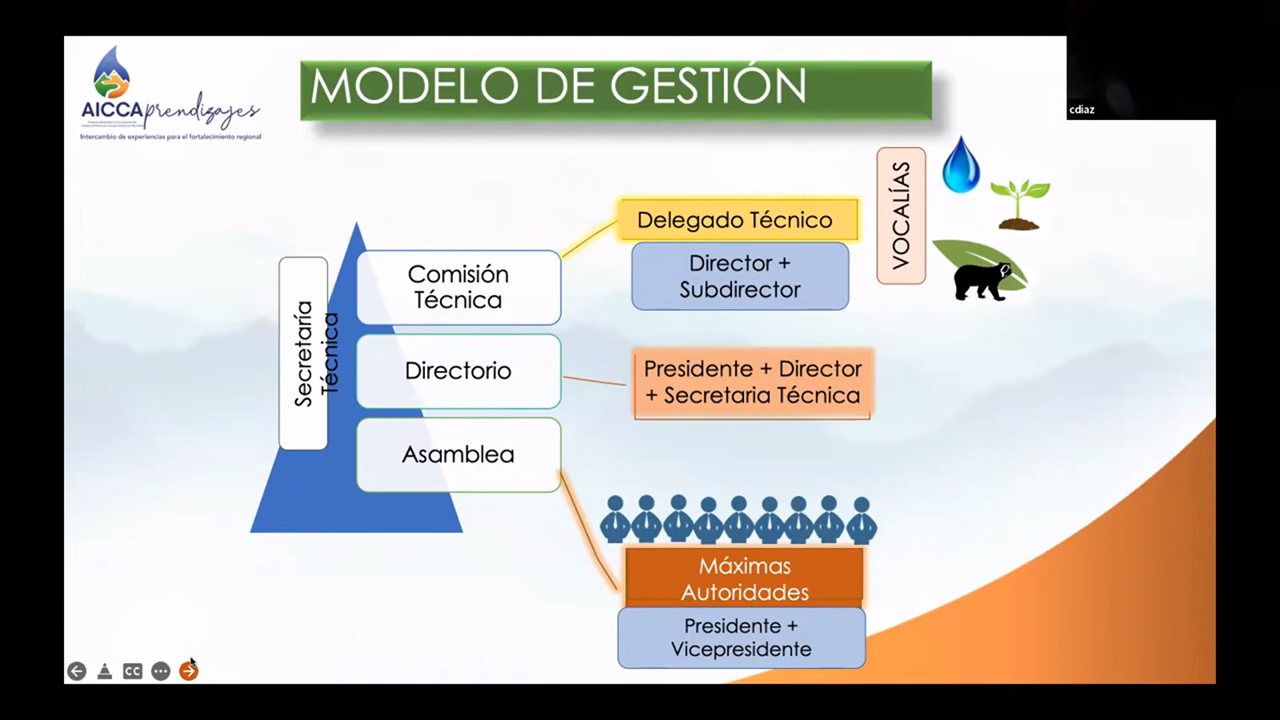 MODELO DE GESTIÓN
AICCAprendizajes
Intercambio de experiencias para el fortalecimiento regional
cdiaz
VOCALÍAS
Delegado Técnico
Director +
Subdirector
Secretaría
Técnica
Comisión
Técnica
Directorio
Presidente + Director
+ Secretaria Técnica
Asamblea
Máximas
Autoridades
Presidente +
Vicepresidente
CC